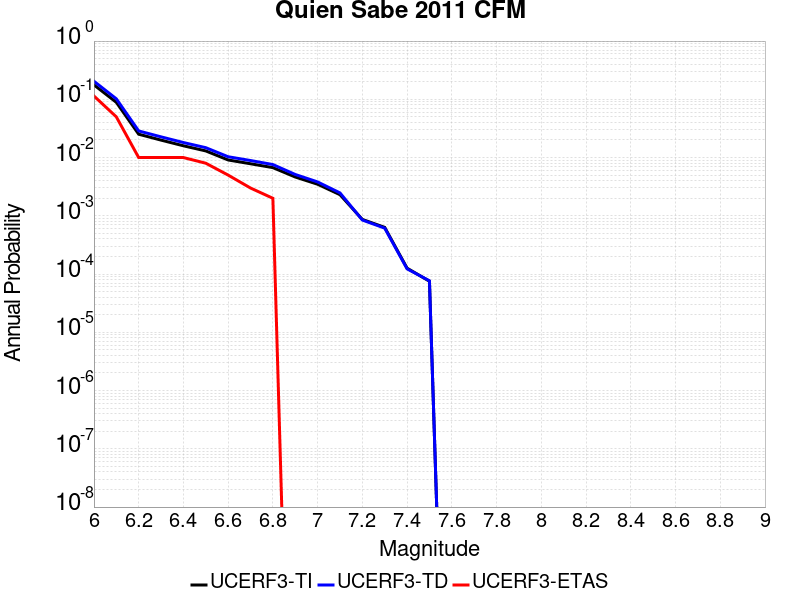 Quien Sabe 2011 CFM
Annual Probability
10^0
10^-1
10^-2
10^-3
10^-4
10^-5
10^-6
10^-7
10^-8
6 6.2 6.4 6.6 6.8 7 7.2 7.4 7.6 7.8 8 8.2 8.4 8.6 8.8 9
Magnitude
UCERF3-TI UCERF3-TD UCERF3-ETAS